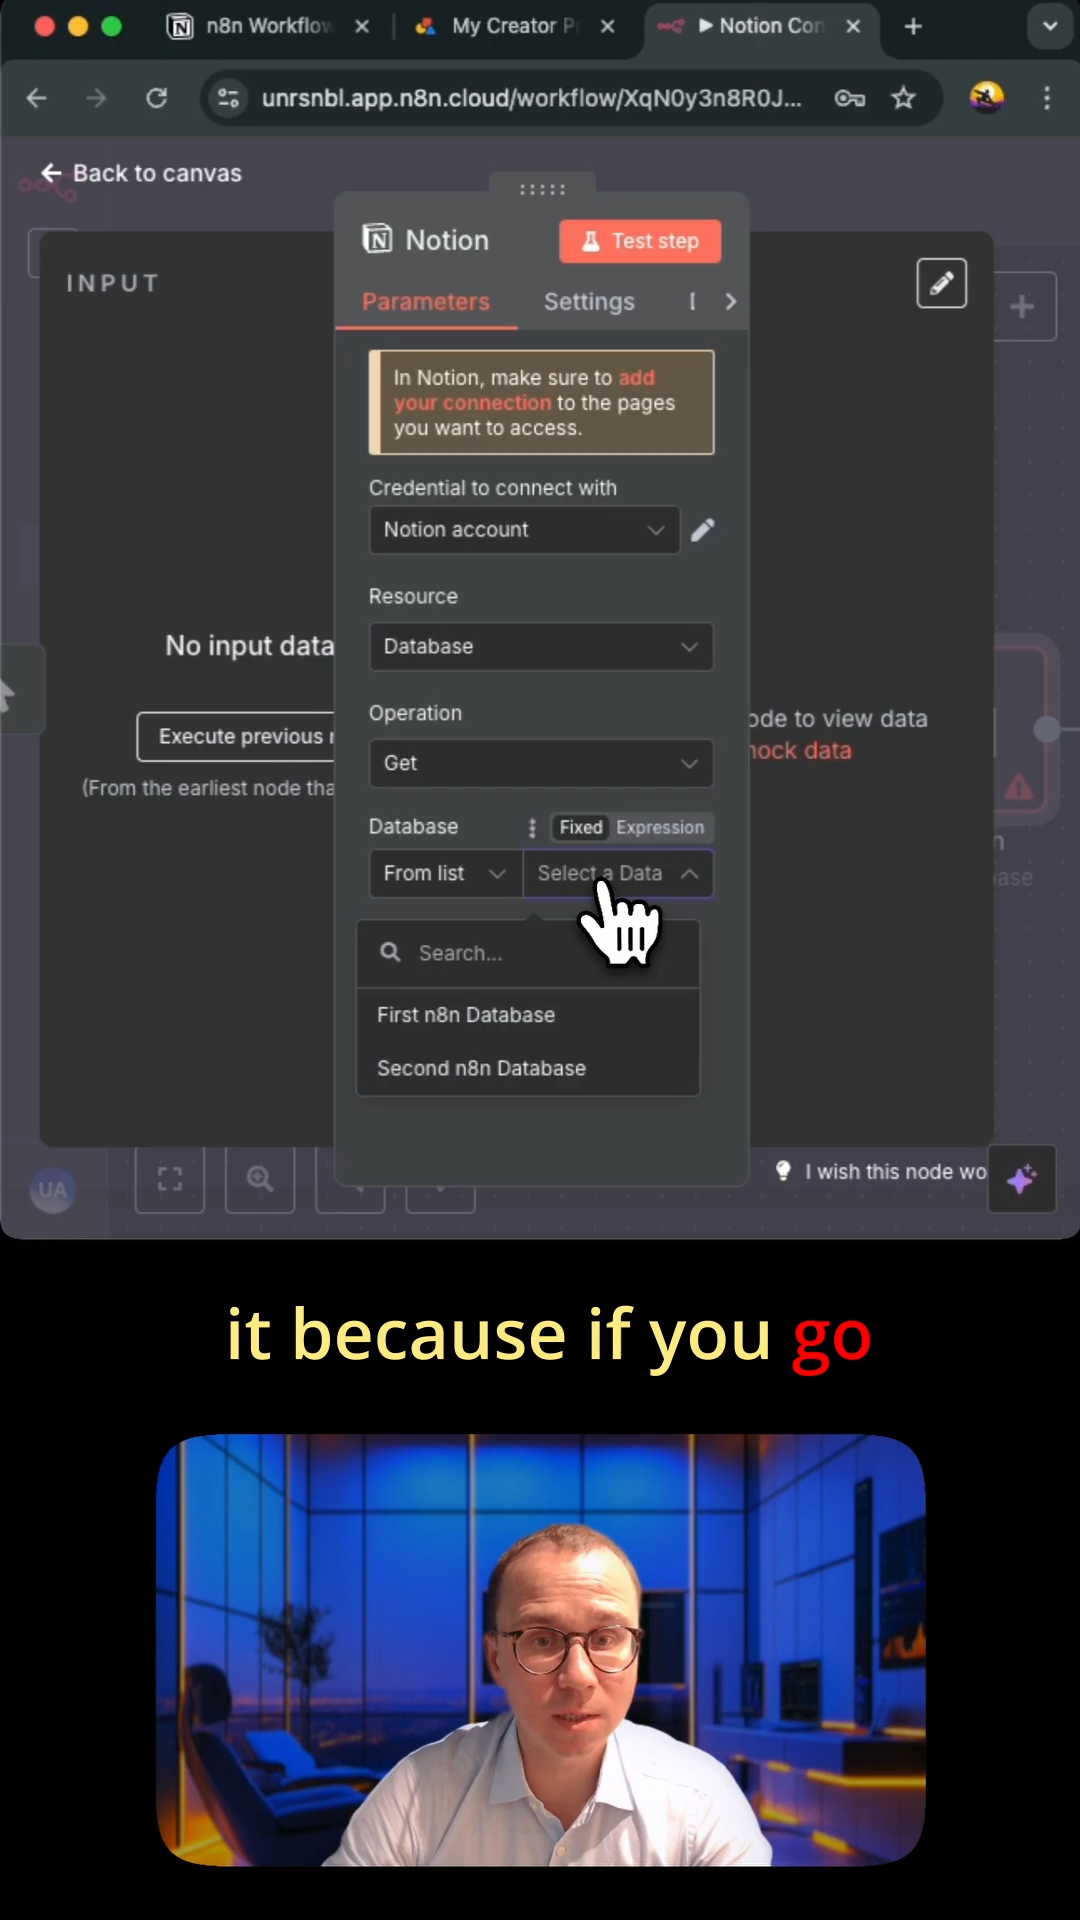 n8n Workflow
My Creator P
Notion Con
unrsnbl.app.n8n.cloud/workflow/XqN0y3n8R0J...
Back to canvas
Notion
Test step
INPUT
Parameters
Settings
In Notion, make sure to add
your connection to the pages
you want to access.
Credential to connect with
Notion account
Resource
Database
No input data
Operation
Execute previous
Get
ode to view data
mock data
(From the earliest node tha
Database
Fixed
Expression
From list
Select a Data
ase
Search...
First n8n Database
Second n8n Database
UA
I wish this node wo
it because if you go